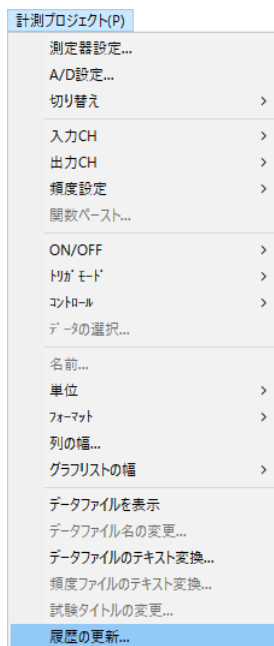 計測プロジェクト(P)
測定器設定...
A/D設定...
切り替え
入力CH
出力CH
頻度設定
関数ペースト...
ON/OFF
ﾄﾘｶﾞﾓｰﾄﾞ
ｺﾝﾄﾛｰﾙ
ﾃﾞｰﾀの選択...
名前...
単位
ﾌｫｰﾏｯﾄ
列の幅...
グラフリストの幅
データファイルを表示
データファイル名の変更...
データファイルのテキスト変換...
頻度ファイルのテキスト変換...
試験タイトルの変更...
履歴の更新...